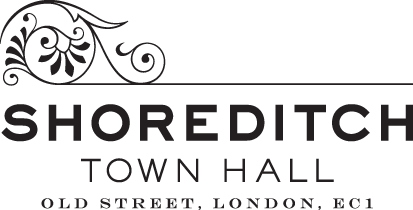 SHOREDITCH
TOWN HALL
OLD STREET, LONDON, EC1